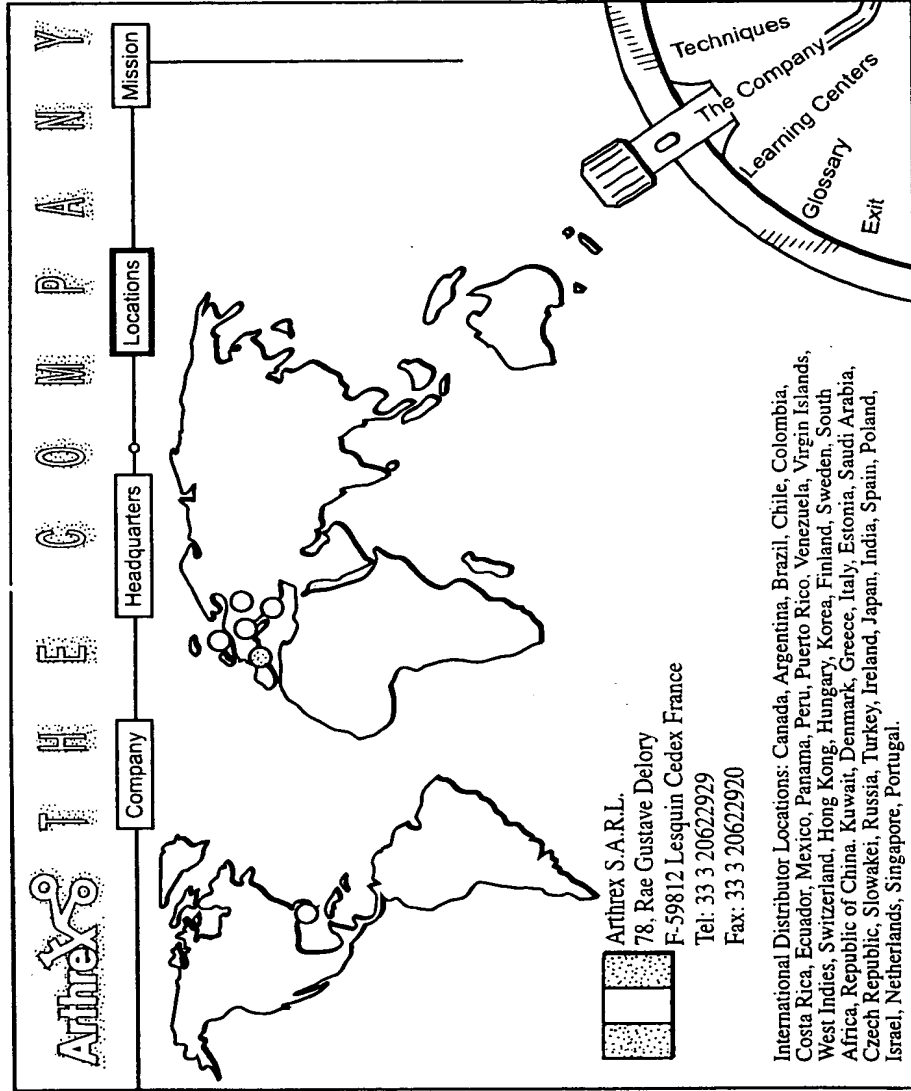 Arthrex THE COMPANY
Company Headquarters Locations Mission
Arthrex S.A.R.L.
78, Rae Gustave Delory
F-59812 Lesquin Cedex France
Tel: 33 3 20622929
Fax: 33 3 20622920
International Distributor Locations: Canada, Argentina, Brazil, Chile, Colombia,
Costa Rica, Ecuador, Mexico, Panama, Peru, Puerto Rico. Venezuela, Virgin Islands,
West Indies, Switzerland, Hong Kong, Hungary, Korea, Finland, Sweden, South
Africa, Republic of China. Kuwait, Denmark, Greece, Italy, Estonia, Saudi Arabia,
Czech Republic, Slowakei, Russia, Turkey, Ireland, Japan, India, Spain, Poland,
Israel, Netherlands, Singapore, Portugal.
Techniques
The Company
Learning Centers
Glossary
Exit